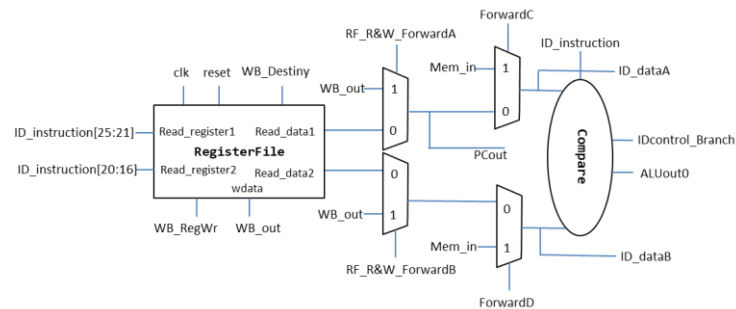 ForwardC
RF_R&W_ForwardA
ID_instruction
clk reset WB_Destiny
Mem_in 1
ID_dataA
WB_out 1
0
ID_instruction[25:21] Read_register1 Read_data1 0
RegisterFile
Compare
IDcontrol_Branch
PCout
ID_instruction[20:16] Read_register2 Read_data2 0
ALUout0
wdata
WB_out 1
0
WB_RegWr WB_out
Mem_in 1
ID_dataB
RF_R&W_ForwardB
ForwardD